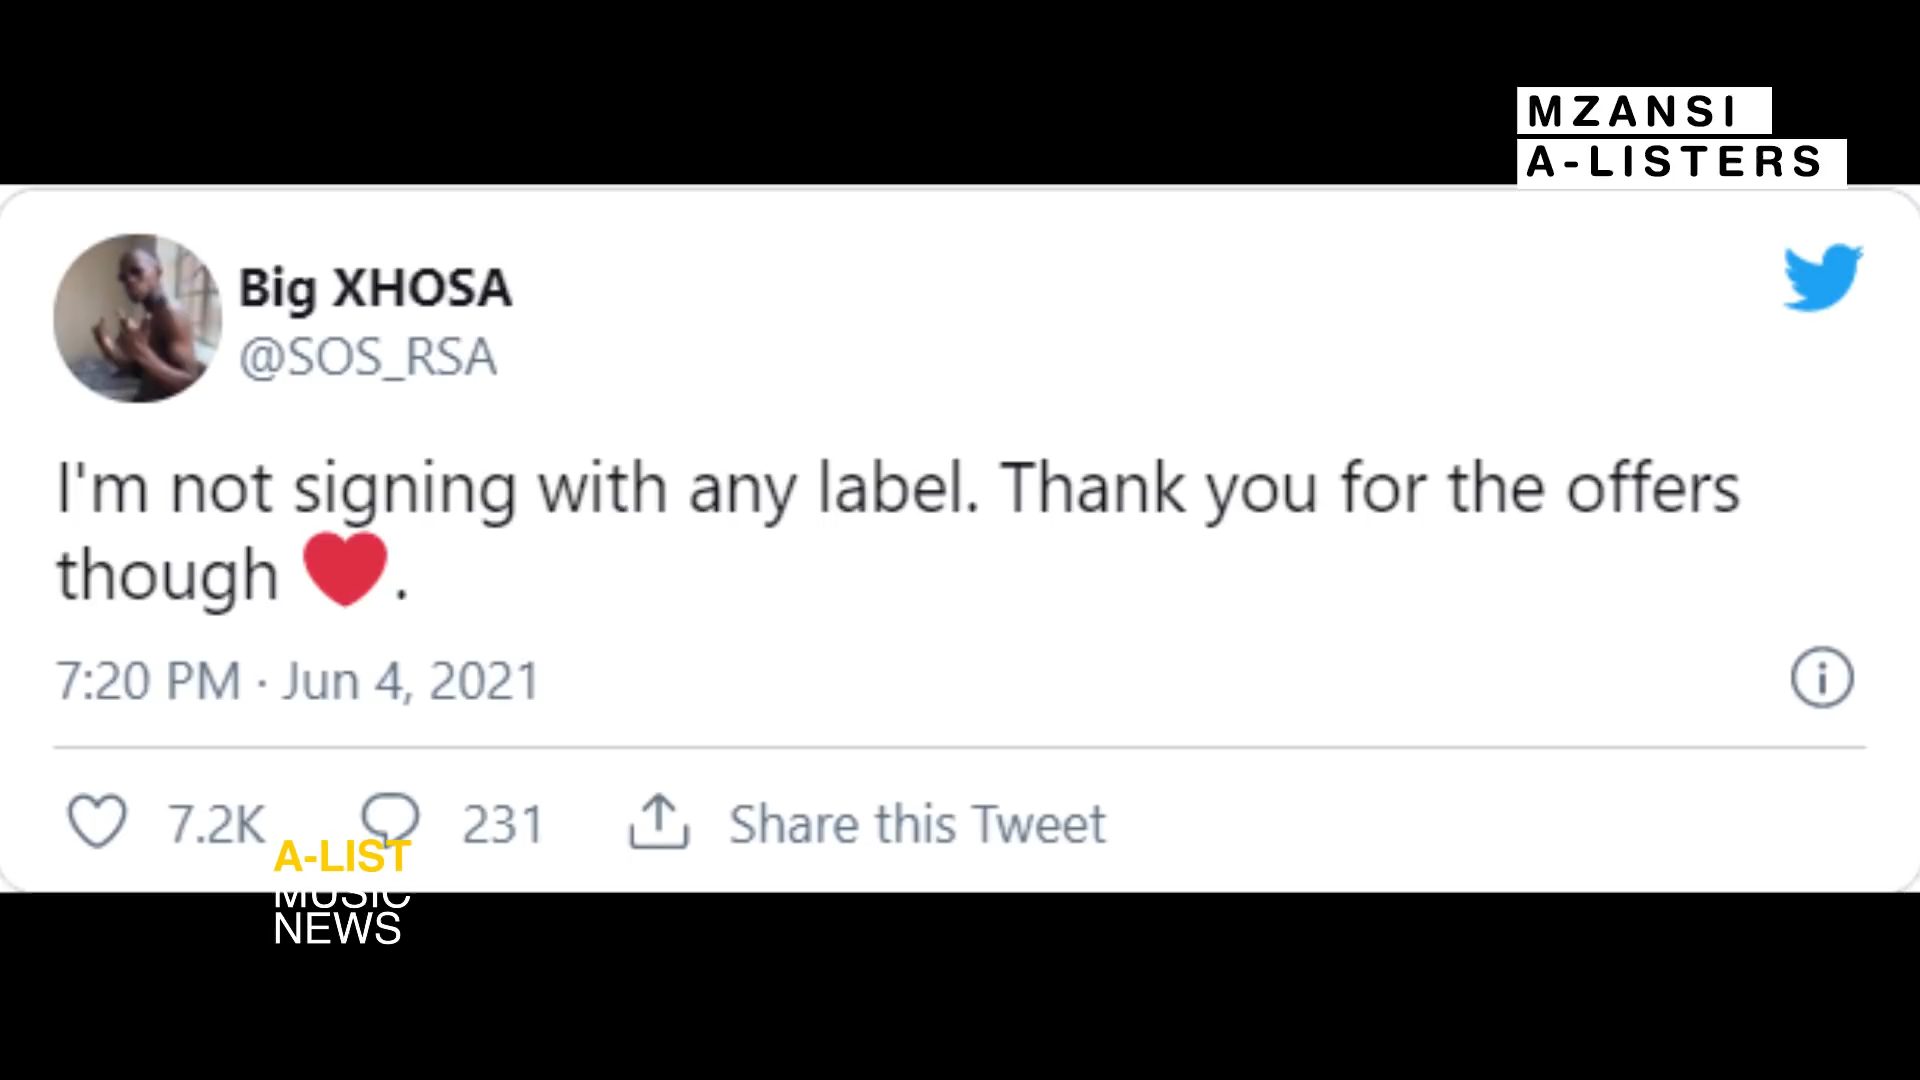 MZANSI
A-LISTERS
Big XHOSA
@SOS_RSA
I'm not signing with any label. Thank you for the offers
though ❤.
7:20 PM · Jun 4, 2021
7.2K 231 Share this Tweet
A-LIST
MUSIC
NEWS